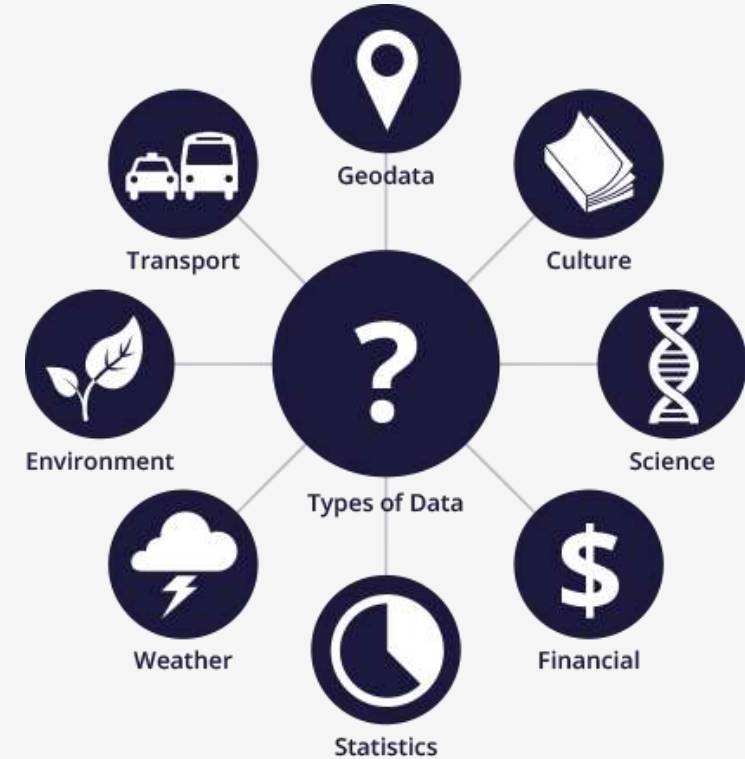 Geodata
Transport
Culture
?
Environment
Science
Types of Data
$
Weather
Financial
Statistics